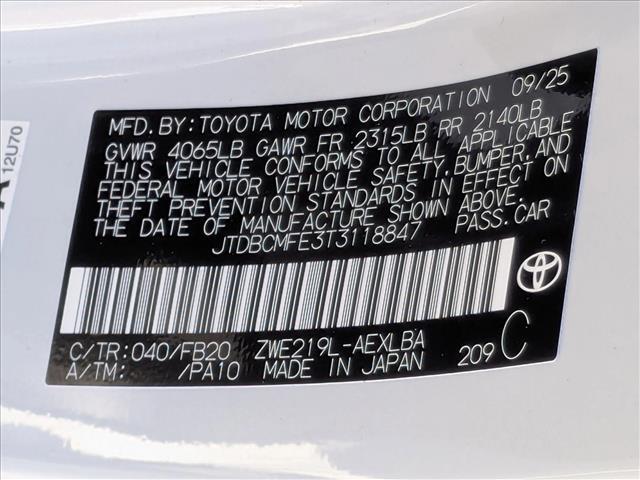 12U70
MFD.BY:TOYOTA MOTOR CORPORATION 09/25
GVWR 4065LB GAWR FR 2315LB RR 2140LB
THIS VEHICLE CONFORMS TO ALL APPLICABLE
FEDERAL MOTOR VEHICLE SAFETY,BUMPER,AND
THEFT PREVENTION STANDARDS IN EFFECT ON
THE DATE OF MANUFACTURE SHOWN ABOVE.
JTDBCMFE3T3118847 PASS.CAR
C/TR:040/FB20 ZWE219L-AEXLBA 209 C
A/TM: /PA10 MADE IN JAPAN